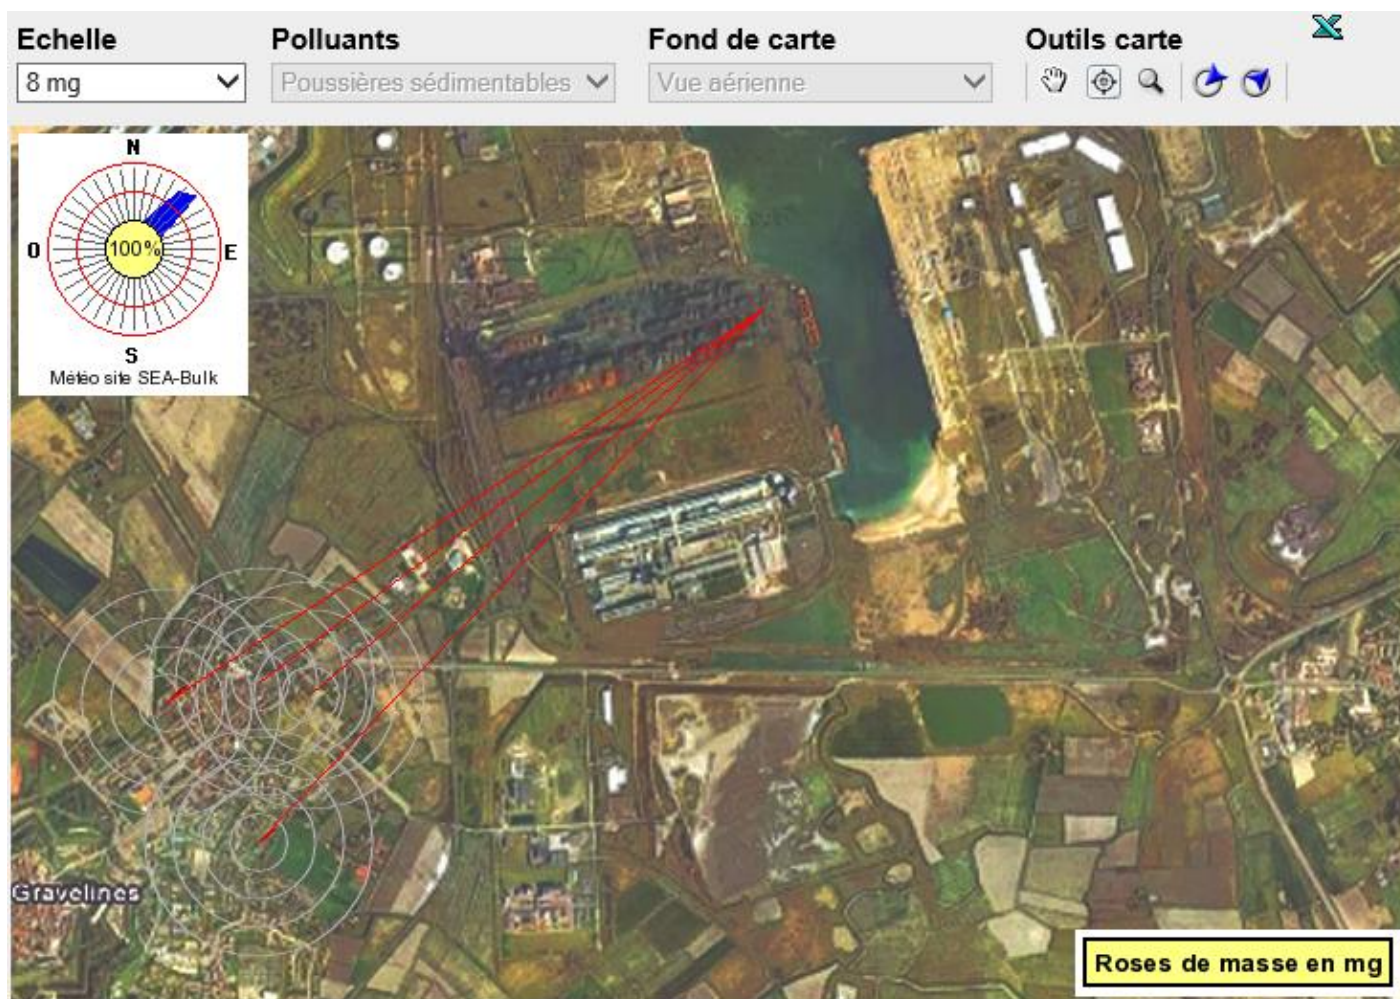 Echelle
Polluants
Fond de carte
Outils carte
8 mg
Poussières sédimentables
Vue aérienne
N
O
100%
E
S
Météo site SEA-Bulk
Gravelines
Roses de masse en mg